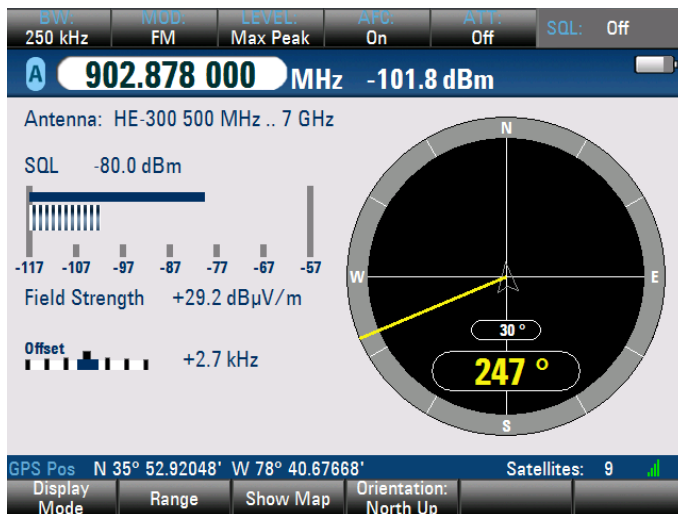 BW: MOD: LEVEL: AFC: ATT: SQL: Off
250 kHz FM Max Peak On Off
A 902.878 000 MHz -101.8 dBm
Antenna: HE-300 500 MHz .. 7 GHz
SQL -80.0 dBm
-117 -107 -97 -87 -77 -67 -57
Field Strength +29.2 dBµV/m
Offset +2.7 kHz
N
W E
30 °
247 °
S
GPS Pos N 35° 52.92048' W 78° 40.67668' Satellites: 9
Display Mode Range Show Map Orientation: North Up